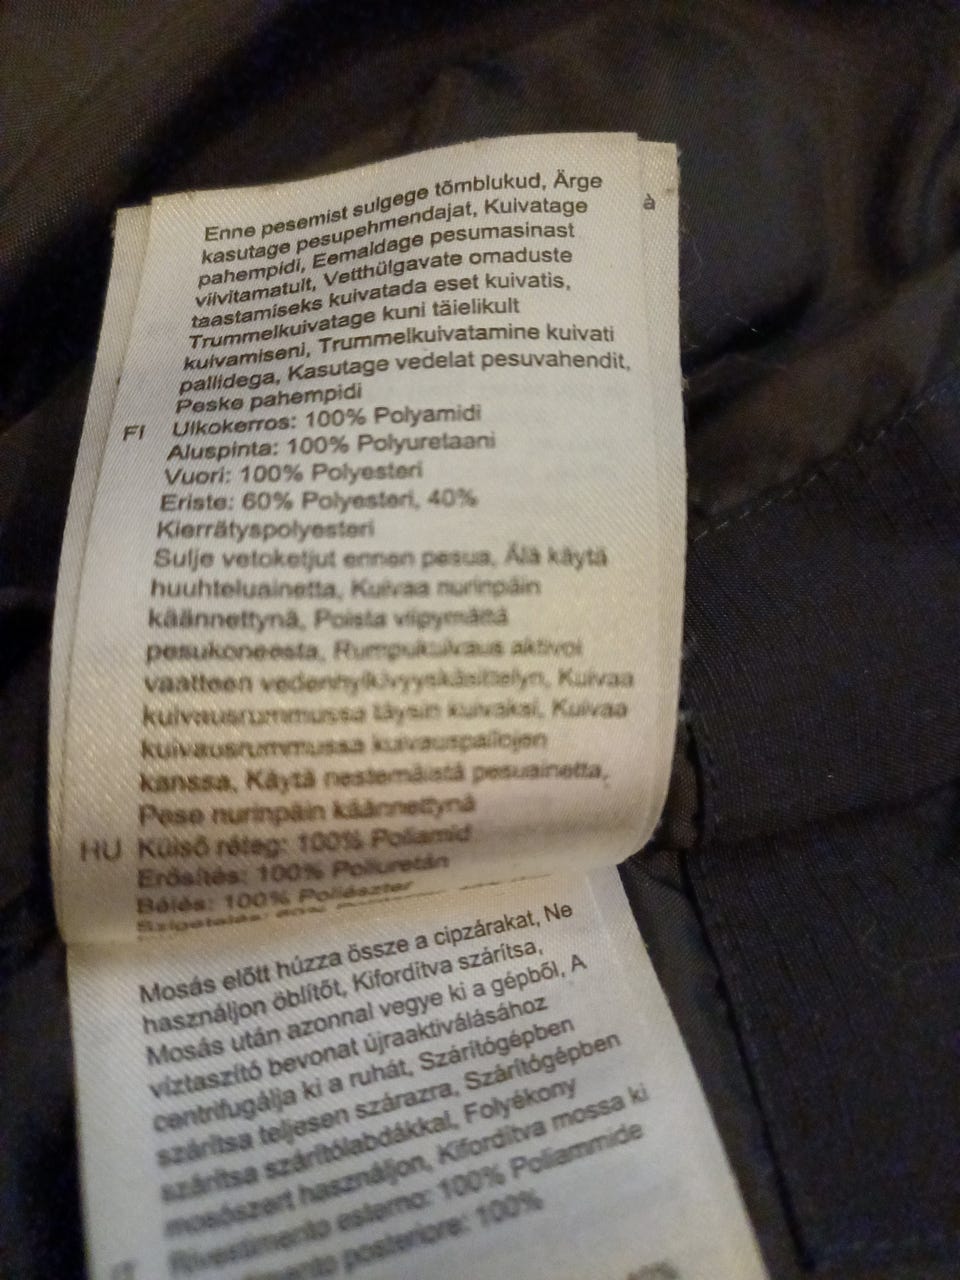 Enne pesemist sulgege tõmblukud, Ärge
kasutage pesupehmendajat, Kuivatage
pahempidi, Eemaldage pesumasinast
viivitamatult, Vetthülgavate omaduste
taastamiseks kuivatada eset kuivatis,
Trummelkuivatage kuni täielikult
kuivamiseni, Trummelkuivatamine kuivati
pallidega, Kasutage vedelat pesuvahendit,
Peske pahempidi
à
FI Ulkokerros: 100% Polyamidi
Aluspinta: 100% Polyuretaani
Vuori: 100% Polyesteri
Eriste: 60% Polyesteri, 40%
Kierrätyspolyesteri
Sulje vetoketjut ennen pesua, Älä käytä
huuhteluainetta, Kuivaa nurinpäin
käännettynä, Poista viipymättä
pesukoneesta, Rumpukuivaus aktivoi
vaatteen vedenhylkivyyskäsittelyn, Kuivaa
kuivausrummussa täysin kuivaksi, Kuivaa
kuivausrummussa kuivauspallojen
kanssa, Käytä nestemäistä pesuainetta,
Pese nurinpäin käännettynä
HU Külső réteg: 100% Poliamid
Erősítés: 100% Poliuretán
Bélés: 100% Poliészter
Szigetelés: 60%
Mosás előtt húzza össze a cipzárakat, Ne
használjon öblítőt, Kifordítva szárítsa,
Mosás után azonnal vegye ki a gépből, A
víztaszító bevonat újraaktiválásához
centrifugálja ki a ruhát, Szárítógépben
szárítsa teljesen szárazra, Szárítógépben
szárítsa szárítólabdákkal, Folyékony
mosószert használjon, Kifordítva mossa ki
Rivestimento esterno: 100% Poliammide
posteriore: 100%